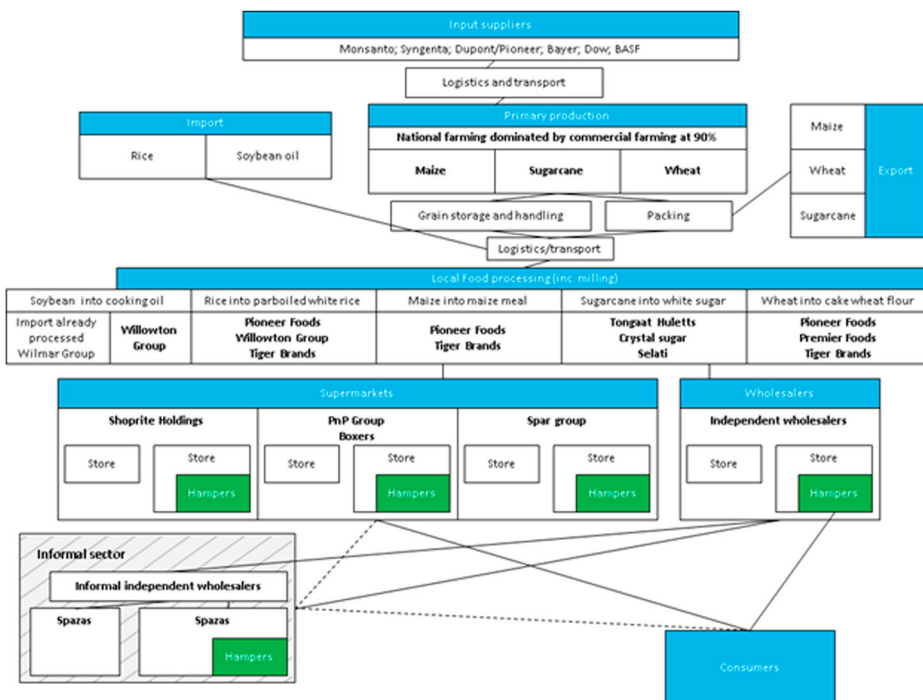 Input suppliers
Monsanto; Syngenta; Dupont/Pioneer; Bayer; Dow; BASF
Logistics and transport
Import
Rice
Soybean oil
Primary production
National farming dominated by commercial farming at 90%
Maize
Sugarcane
Wheat
Maize
Wheat
Sugarcane
Export
Grain storage and handling
Packing
Logistics/transport
Local Food processing (inc. milling)
Soybean into cooking oil
Rice into parboiled white rice
Maize into maize meal
Sugarcane into white sugar
Wheat into cake wheat flour
Import already
processed
Wilmar Group
Willowton
Group
Pioneer Foods
Willowton Group
Tiger Brands
Pioneer Foods
Tiger Brands
Tongaat Huletts
Crystal sugar
Selati
Pioneer Foods
Premier Foods
Tiger Brands
Supermarkets
Shoprite Holdings
Store
Store
Hampers
PnP Group
Boxers
Store
Store
Hampers
Spar group
Store
Store
Hampers
Wholesalers
Independent wholesalers
Store
Store
Hampers
Informal sector
Informal independent wholesalers
Spazas
Spazas
Hampers
Consumers